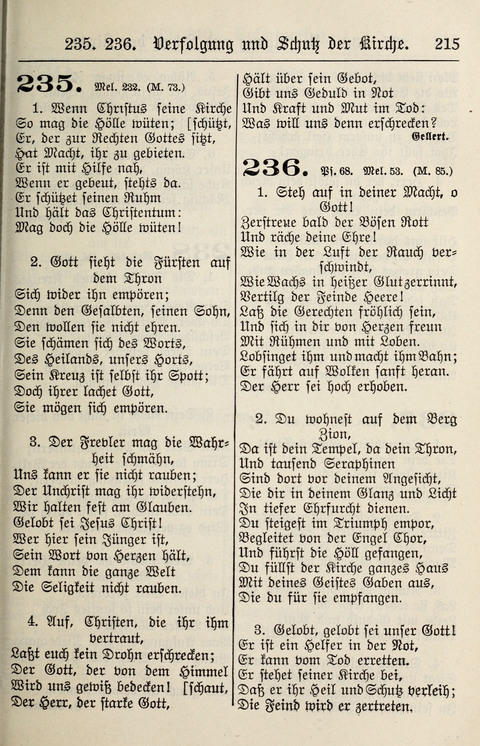 235. 236. Verfolgung und Schutz der Kirche. 215
235. Mel. 232. (M. 73.)
1. Wenn Christus seine Kirche
So mag die Hölle wüten; [schützt,
Er, der zur Rechten Gottes sitzt,
Hat Macht, ihr zu gebieten.
Er ist mit Hilfe nah,
Wenn er gebeut, stehts da.
Er schützet seinen Ruhm
Und hält das Christentum:
Mag doch die Hölle wüten!
2. Gott sieht die Fürsten auf
dem Thron
Sich wider ihn empören;
Denn den Gesalbten, seinen Sohn,
Den wollen sie nicht ehren.
Sie schämen sich des Worts,
Des Heilands, unsers Horts,
Sein Kreuz ist selbst ihr Spott;
Doch ihrer lachet Gott,
Sie mögen sich empören.
3. Der Frevler mag die Wahr-
heit schmähn,
Uns kann er sie nicht rauben;
Der Unchrist mag ihr widerstehn,
Wir halten fest am Glauben.
Gelobt sei Jesus Christ!
Wer hier sein Jünger ist,
Sein Wort von Herzen hält,
Dem kann die ganze Welt
Die Seligkeit nicht rauben.
4. Auf, Christen, die ihr ihm
vertraut,
Laßt euch kein Drohn erschrecken;
Der Gott, der von dem Himmel
Wird uns gewiß bedecken! [schaut,
Der Herr, der starke Gott,
Hält über sein Gebot,
Gibt uns Geduld in Not
Und Kraft und Mut im Tod:
Was will uns denn erschrecken?
Gellert.
236. Ps. 68. Mel. 53. (M. 85.)
1. Steh auf in deiner Macht, o
Gott!
Zerstreue bald der Bösen Rott
Und räche deine Ehre!
Wie in der Luft der Rauch ver-
schwindt,
Wie Wachs in heißer Glut zerrinnt,
Vertilg der Feinde Heere!
Laß die Gerechten fröhlich sein,
Und sich in dir von Herzen freun
Mit Rühmen und mit Loben.
Lobsinget ihm und macht ihm Bahn;
Er fährt auf Wolken sanft heran.
Der Herr sei hoch erhoben.
2. Du wohnest auf dem Berg
Zion,
Da ist dein Tempel, da dein Thron,
Und tausend Seraphinen
Sind dort vor deinem Angesicht,
Die dir in deinem Glanz und Licht
In tiefer Ehrfurcht dienen.
Du steigest im Triumph empor,
Begleitet von der Engel Chor,
Und führst die Höll gefangen,
Du füllst der Kirche ganzes Haus
Mit deines Geistes Gaben aus,
Die du für sie empfangen.
3. Gelobt, gelobt sei unser Gott!
Er ist ein Helfer in der Not,
Er kann vom Tod erretten.
Er stehet seiner Kirche bei,
Daß er ihr Heil und Schutz verleih;
Die Feind wird er zertreten.